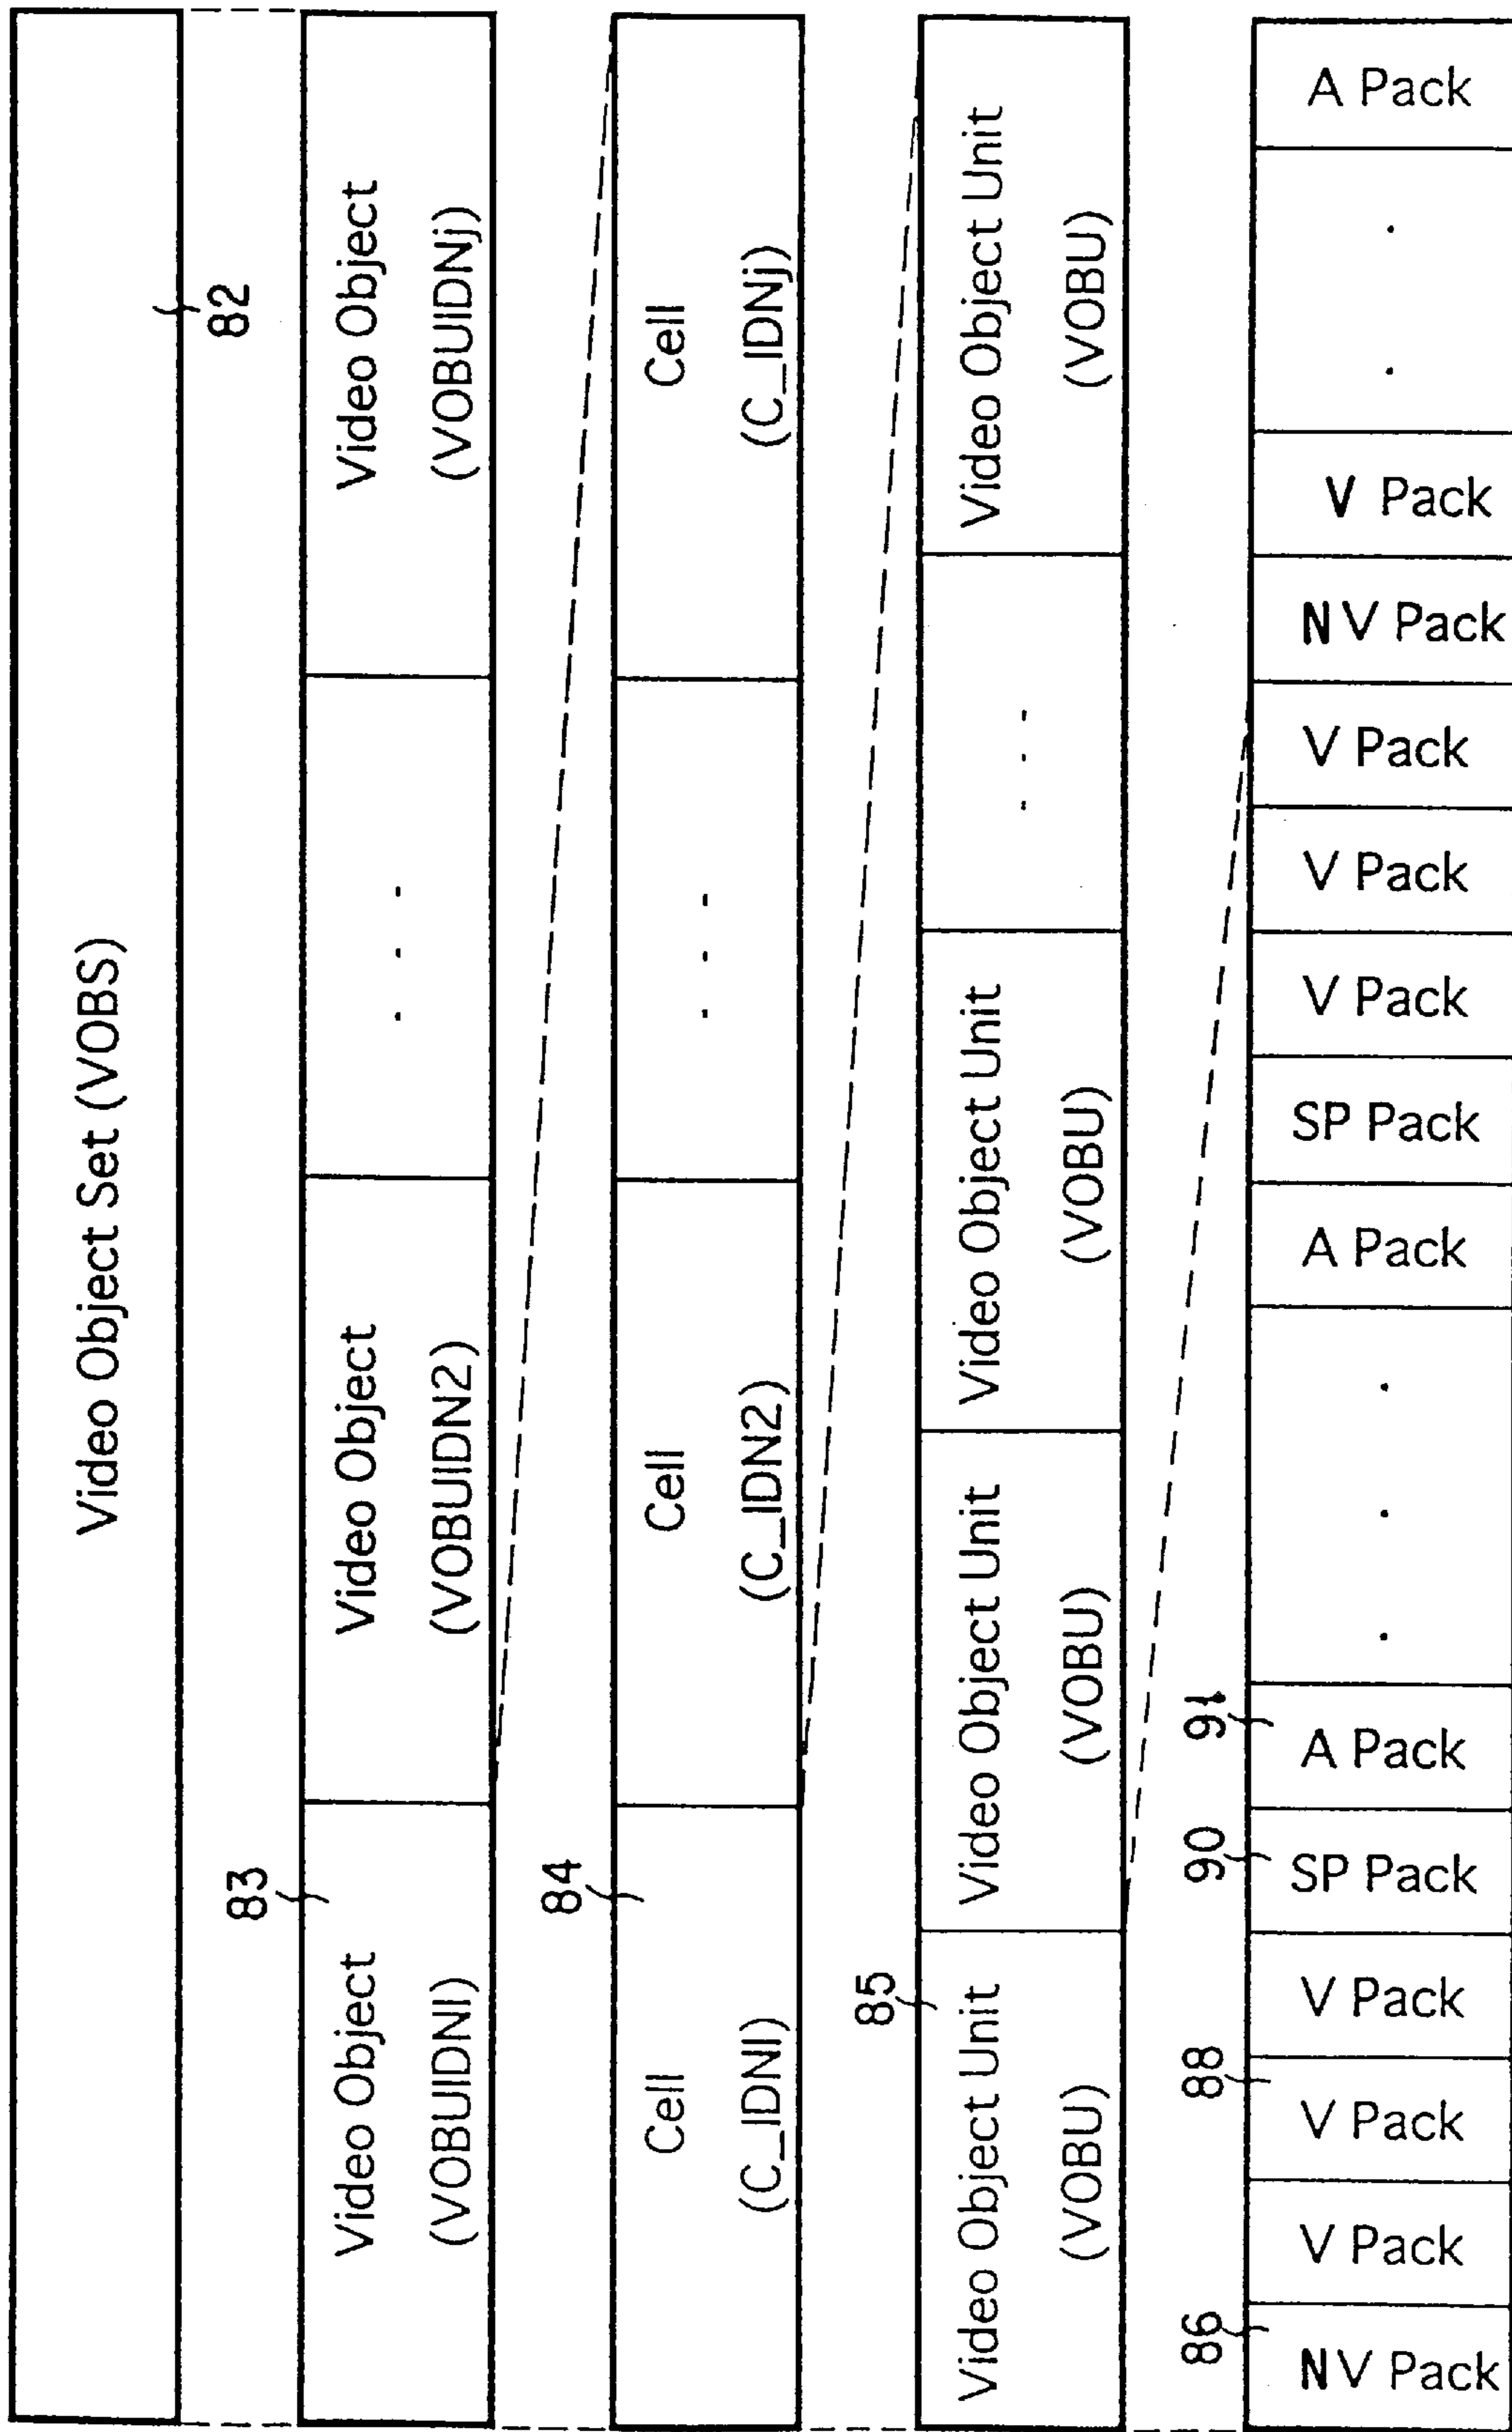 Video Object Set (VOBS)
82
83
Video Object
(VOBUIDN1)
Video Object
(VOBUIDN2)
. . .
Video Object
(VOBUIDNj)
84
Cell
(C_IDN1)
Cell
(C_IDN2)
. . .
Cell
(C_IDNj)
85
Video Object Unit
(VOBU)
Video Object Unit
(VOBU)
Video Object Unit
(VOBU)
. . .
Video Object Unit
(VOBU)
86
88
90
91
NV Pack
V Pack
V Pack
V Pack
SP Pack
A Pack
. . .
A Pack
SP Pack
V Pack
V Pack
V Pack
NV Pack
V Pack
. .
A Pack